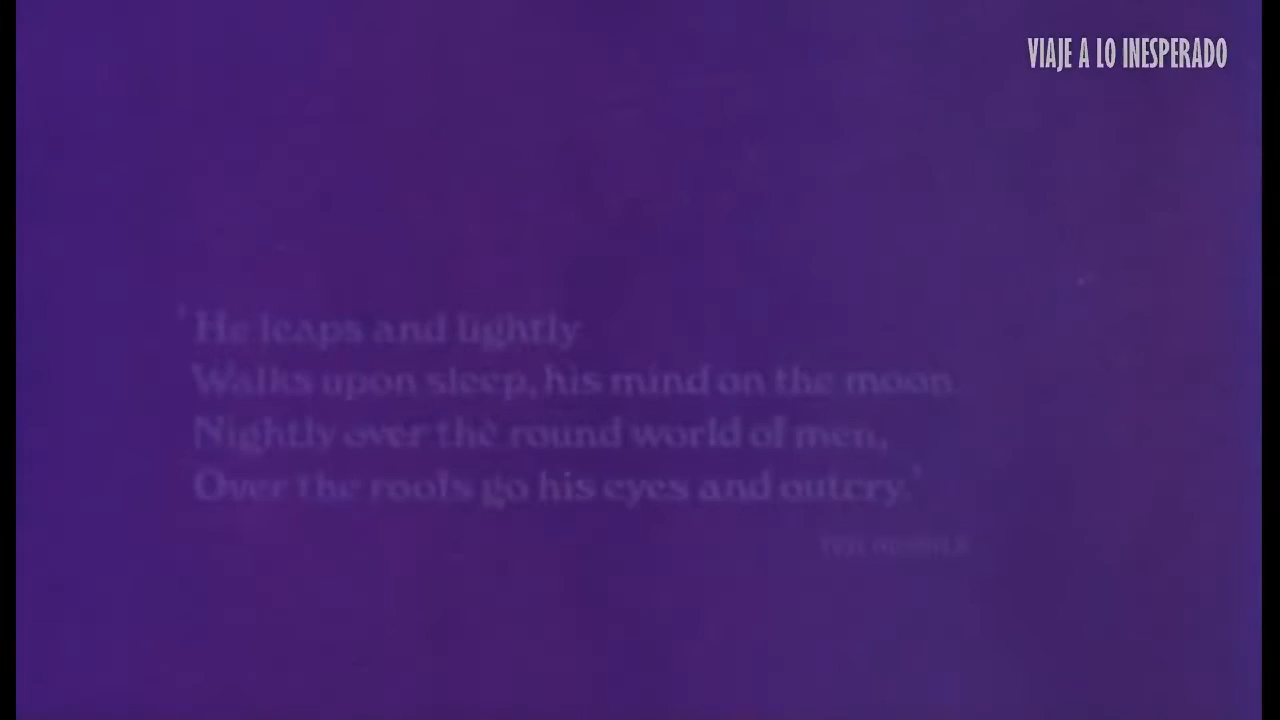 VIAJE A LO INESPERADO
'He leaps and lightly
Walks upon sleep, his mind on the moon
Nightly over the round world of men,
Over the roofs go his eyes and outcry.'